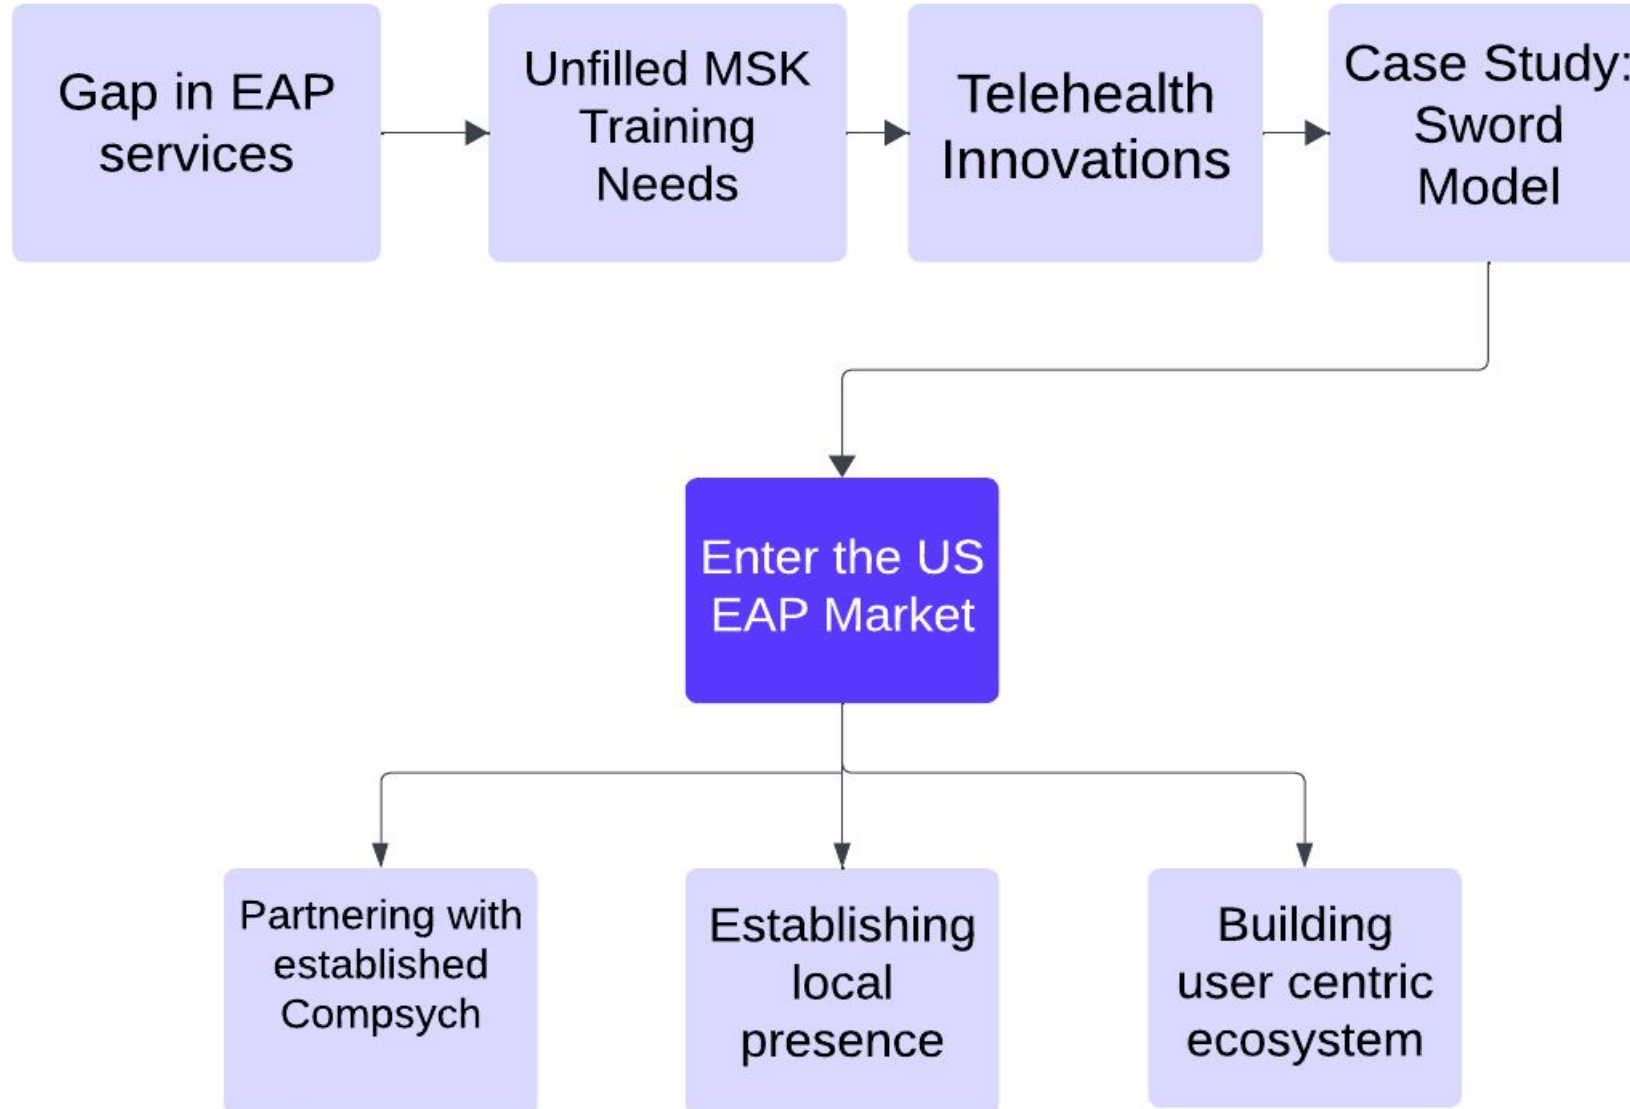 Gap in EAP
services
Unfilled MSK
Training
Needs
Telehealth
Innovations
Case Study:
Sword
Model
Enter the US
EAP Market
Partnering with
established
Compsych
Establishing
local
presence
Building
user centric
ecosystem